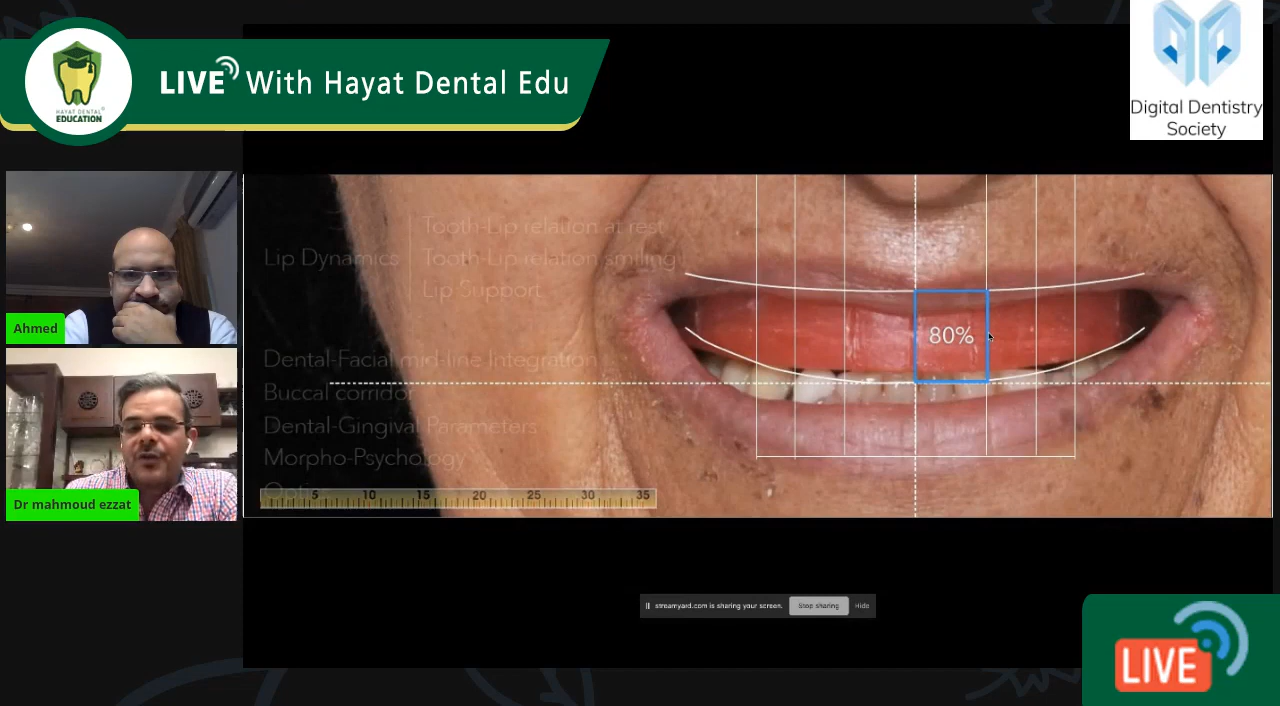 LIVE With Hayat Dental Edu
HAYAT DENTAL
EDUCATION
Digital Dentistry
Society
Ahmed
Dr mahmoud ezzat
Tooth-Lip relation at rest
Lip Dynamics
Tooth-Lip relation smiling
Lip Support
Dental-Facial mid-line Integration
Buccal corridor
Dental-Gingival Parameters
Morpho-Psychology
80%
5 10 15 20 25 30 35
streamyard.com is sharing your screen. Stop sharing Hide
LIVE